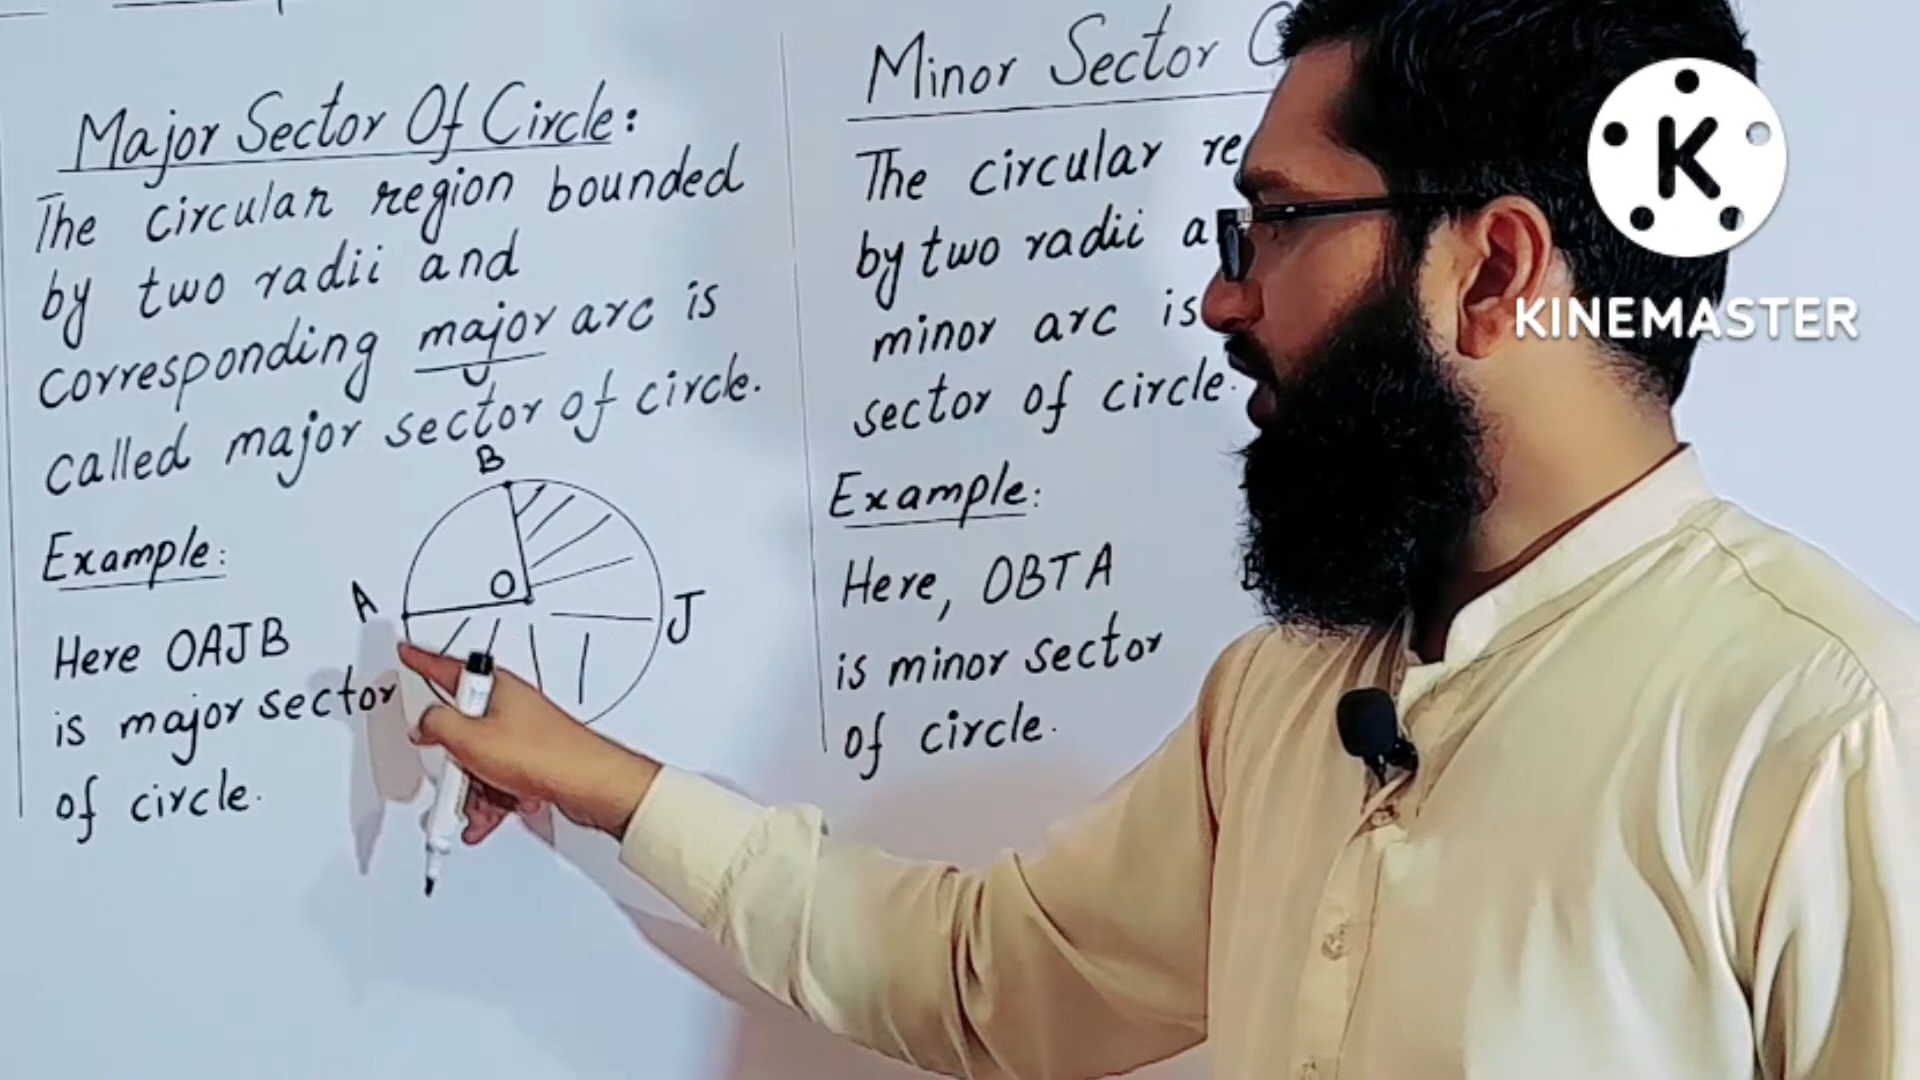 Major Sector Of Circle:
The circular region bounded
by two radii and
corresponding major arc is
called major sector of circle.
Example:
Here OAJB
is major sector
of circle.
B
A
O
J
Minor Sector
The circular
by two radii
minor arc is
sector of circle.
Example:
Here, OBTA
is minor sector
of circle.
K
KINEMASTER